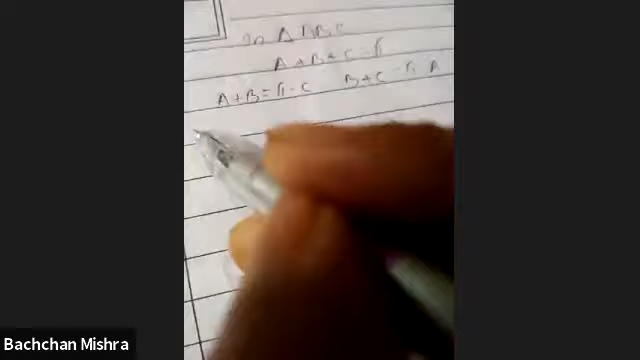 In Δ ABC
A + B + C = π
A + B = π - C   B + C = π - A
Bachchan Mishra